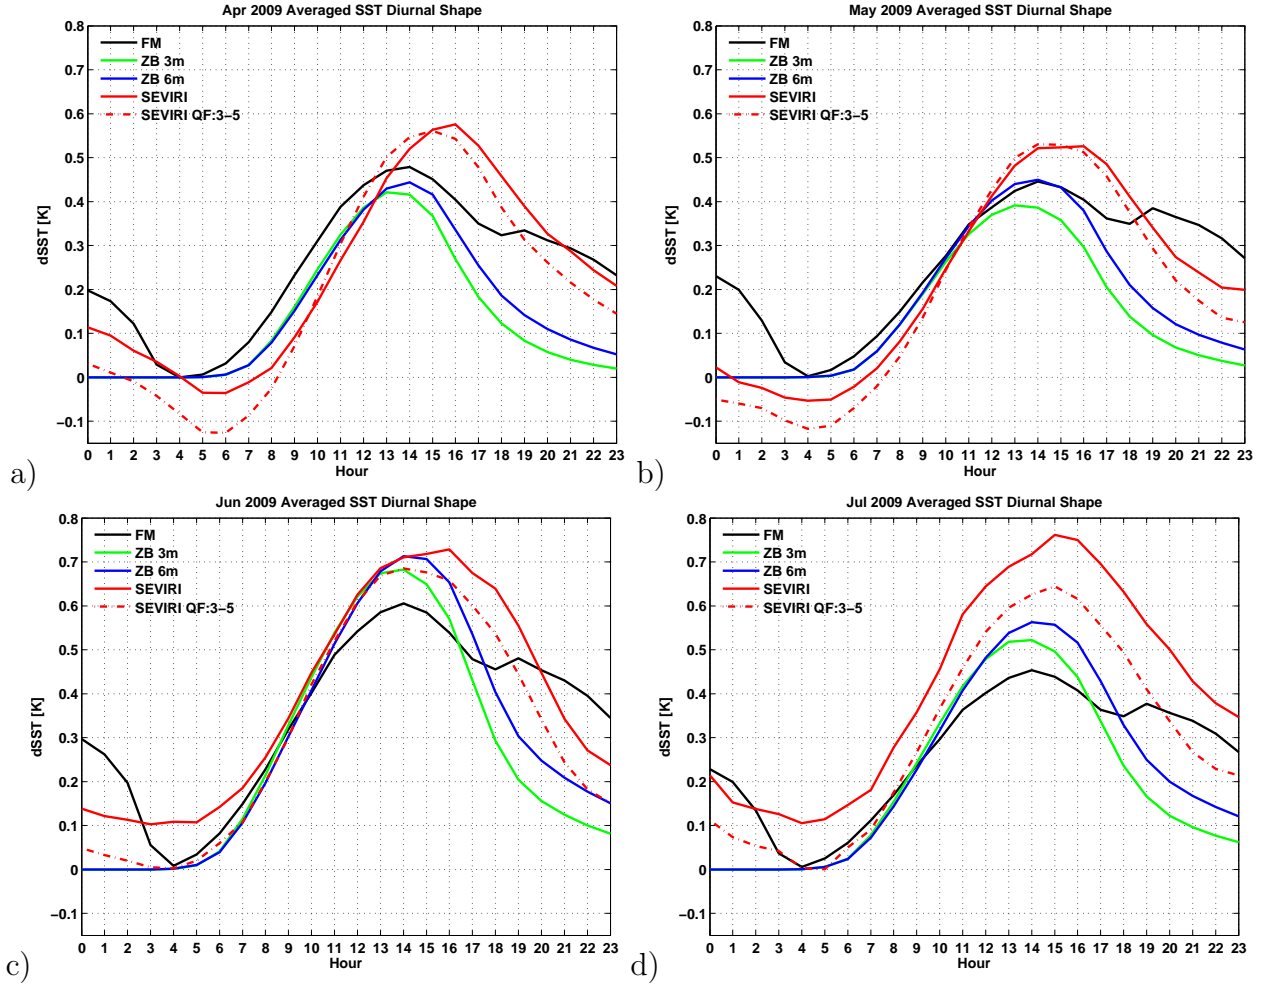 Apr 2009 Averaged SST Diurnal Shape
0.8
0.7
0.6
0.5
0.4
0.3
0.2
0.1
0
−0.1
dSST [K]
FM
ZB 3m
ZB 6m
SEVIRI
SEVIRI QF:3−5
0 1 2 3 4 5 6 7 8 9 10 11 12 13 14 15 16 17 18 19 20 21 22 23
Hour
a)
May 2009 Averaged SST Diurnal Shape
0.8
0.7
0.6
0.5
0.4
0.3
0.2
0.1
0
−0.1
dSST [K]
FM
ZB 3m
ZB 6m
SEVIRI
SEVIRI QF:3−5
0 1 2 3 4 5 6 7 8 9 10 11 12 13 14 15 16 17 18 19 20 21 22 23
Hour
b)
Jun 2009 Averaged SST Diurnal Shape
0.8
0.7
0.6
0.5
0.4
0.3
0.2
0.1
0
−0.1
dSST [K]
FM
ZB 3m
ZB 6m
SEVIRI
SEVIRI QF:3−5
0 1 2 3 4 5 6 7 8 9 10 11 12 13 14 15 16 17 18 19 20 21 22 23
Hour
c)
Jul 2009 Averaged SST Diurnal Shape
0.8
0.7
0.6
0.5
0.4
0.3
0.2
0.1
0
−0.1
dSST [K]
FM
ZB 3m
ZB 6m
SEVIRI
SEVIRI QF:3−5
0 1 2 3 4 5 6 7 8 9 10 11 12 13 14 15 16 17 18 19 20 21 22 23
Hour
d)